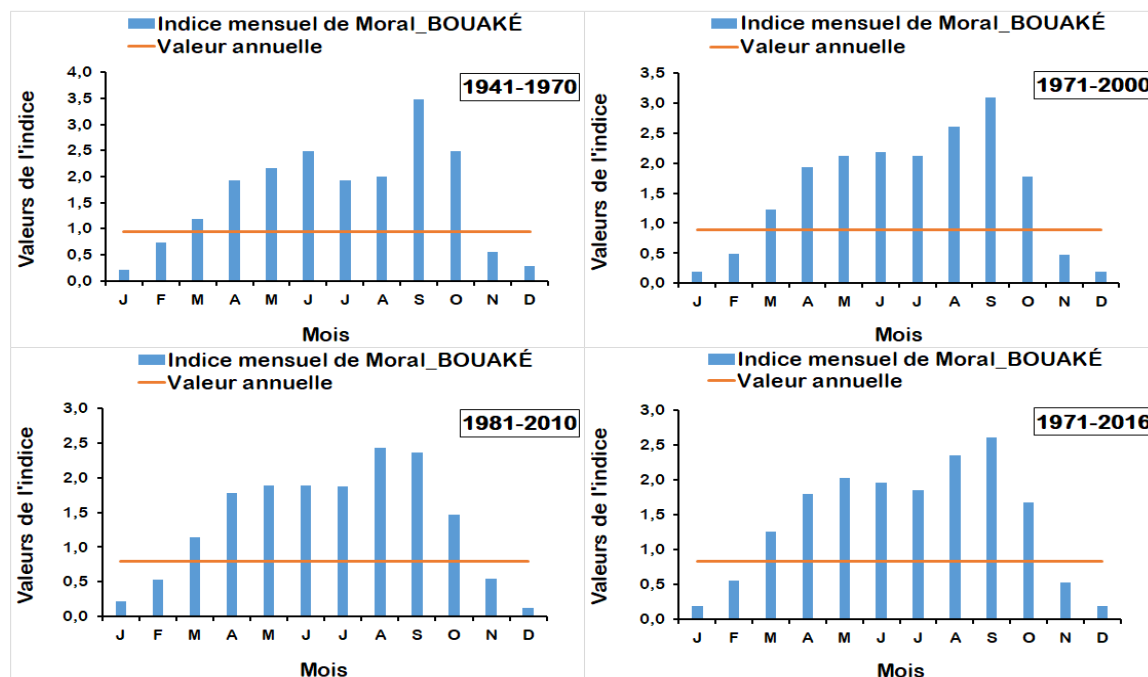 Indice mensuel de Moral_BOUAKÉ
Valeur annuelle
1941-1970
Valeurs de l'indice
4,0
3,5
3,0
2,5
2,0
1,5
1,0
0,5
0,0
J F M A M J J A S O N D
Mois
Indice mensuel de Moral_BOUAKÉ
Valeur annuelle
1971-2000
Valeurs de l'indice
3,5
3,0
2,5
2,0
1,5
1,0
0,5
0,0
J F M A M J J A S O N D
Mois
Indice mensuel de Moral_BOUAKÉ
Valeur annuelle
1981-2010
Valeurs de l'indice
3,0
2,5
2,0
1,5
1,0
0,5
0,0
J F M A M J J A S O N D
Mois
Indice mensuel de Moral_BOUAKÉ
Valeur annuelle
1971-2016
Valeurs de l'indice
3,0
2,5
2,0
1,5
1,0
0,5
0,0
J F M A M J J A S O N D
Mois